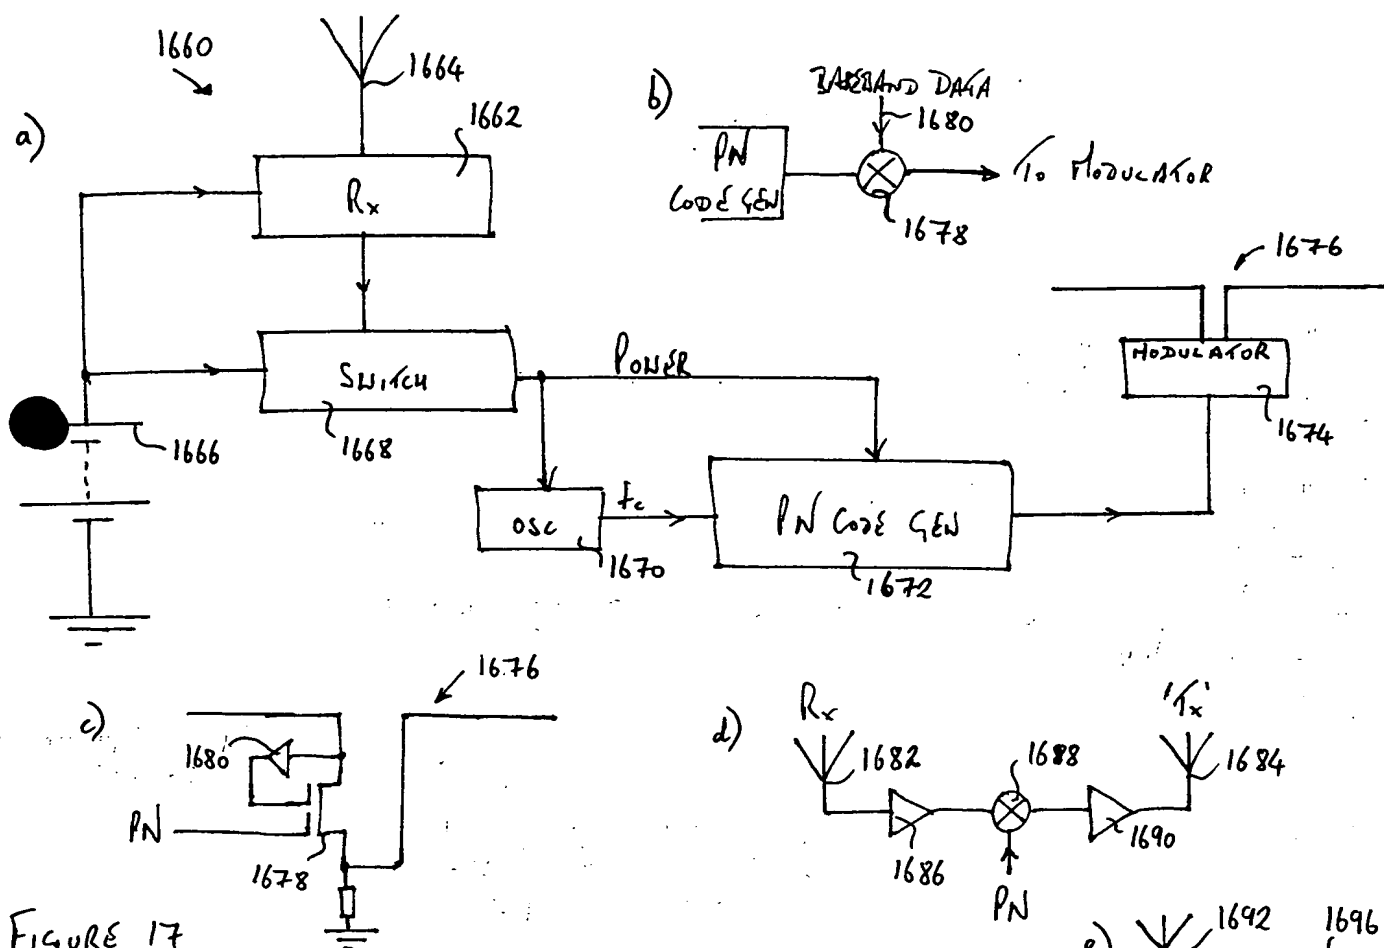 1660
1664
a)
1662
Rx
b)
BASEBAND DATA
1680
PN
CODE GEN
TO MODULATOR
1678
1676
SWITCH
POWER
MODULATOR
1666
1668
1674
OSC
fc
PN CODE GEN
1670
1672
c)
1676
1680
PN
1678
d)
Rx
'Tx'
1682
1688
1684
1686
1690
PN
FIGURE 17
e)
1692
1696